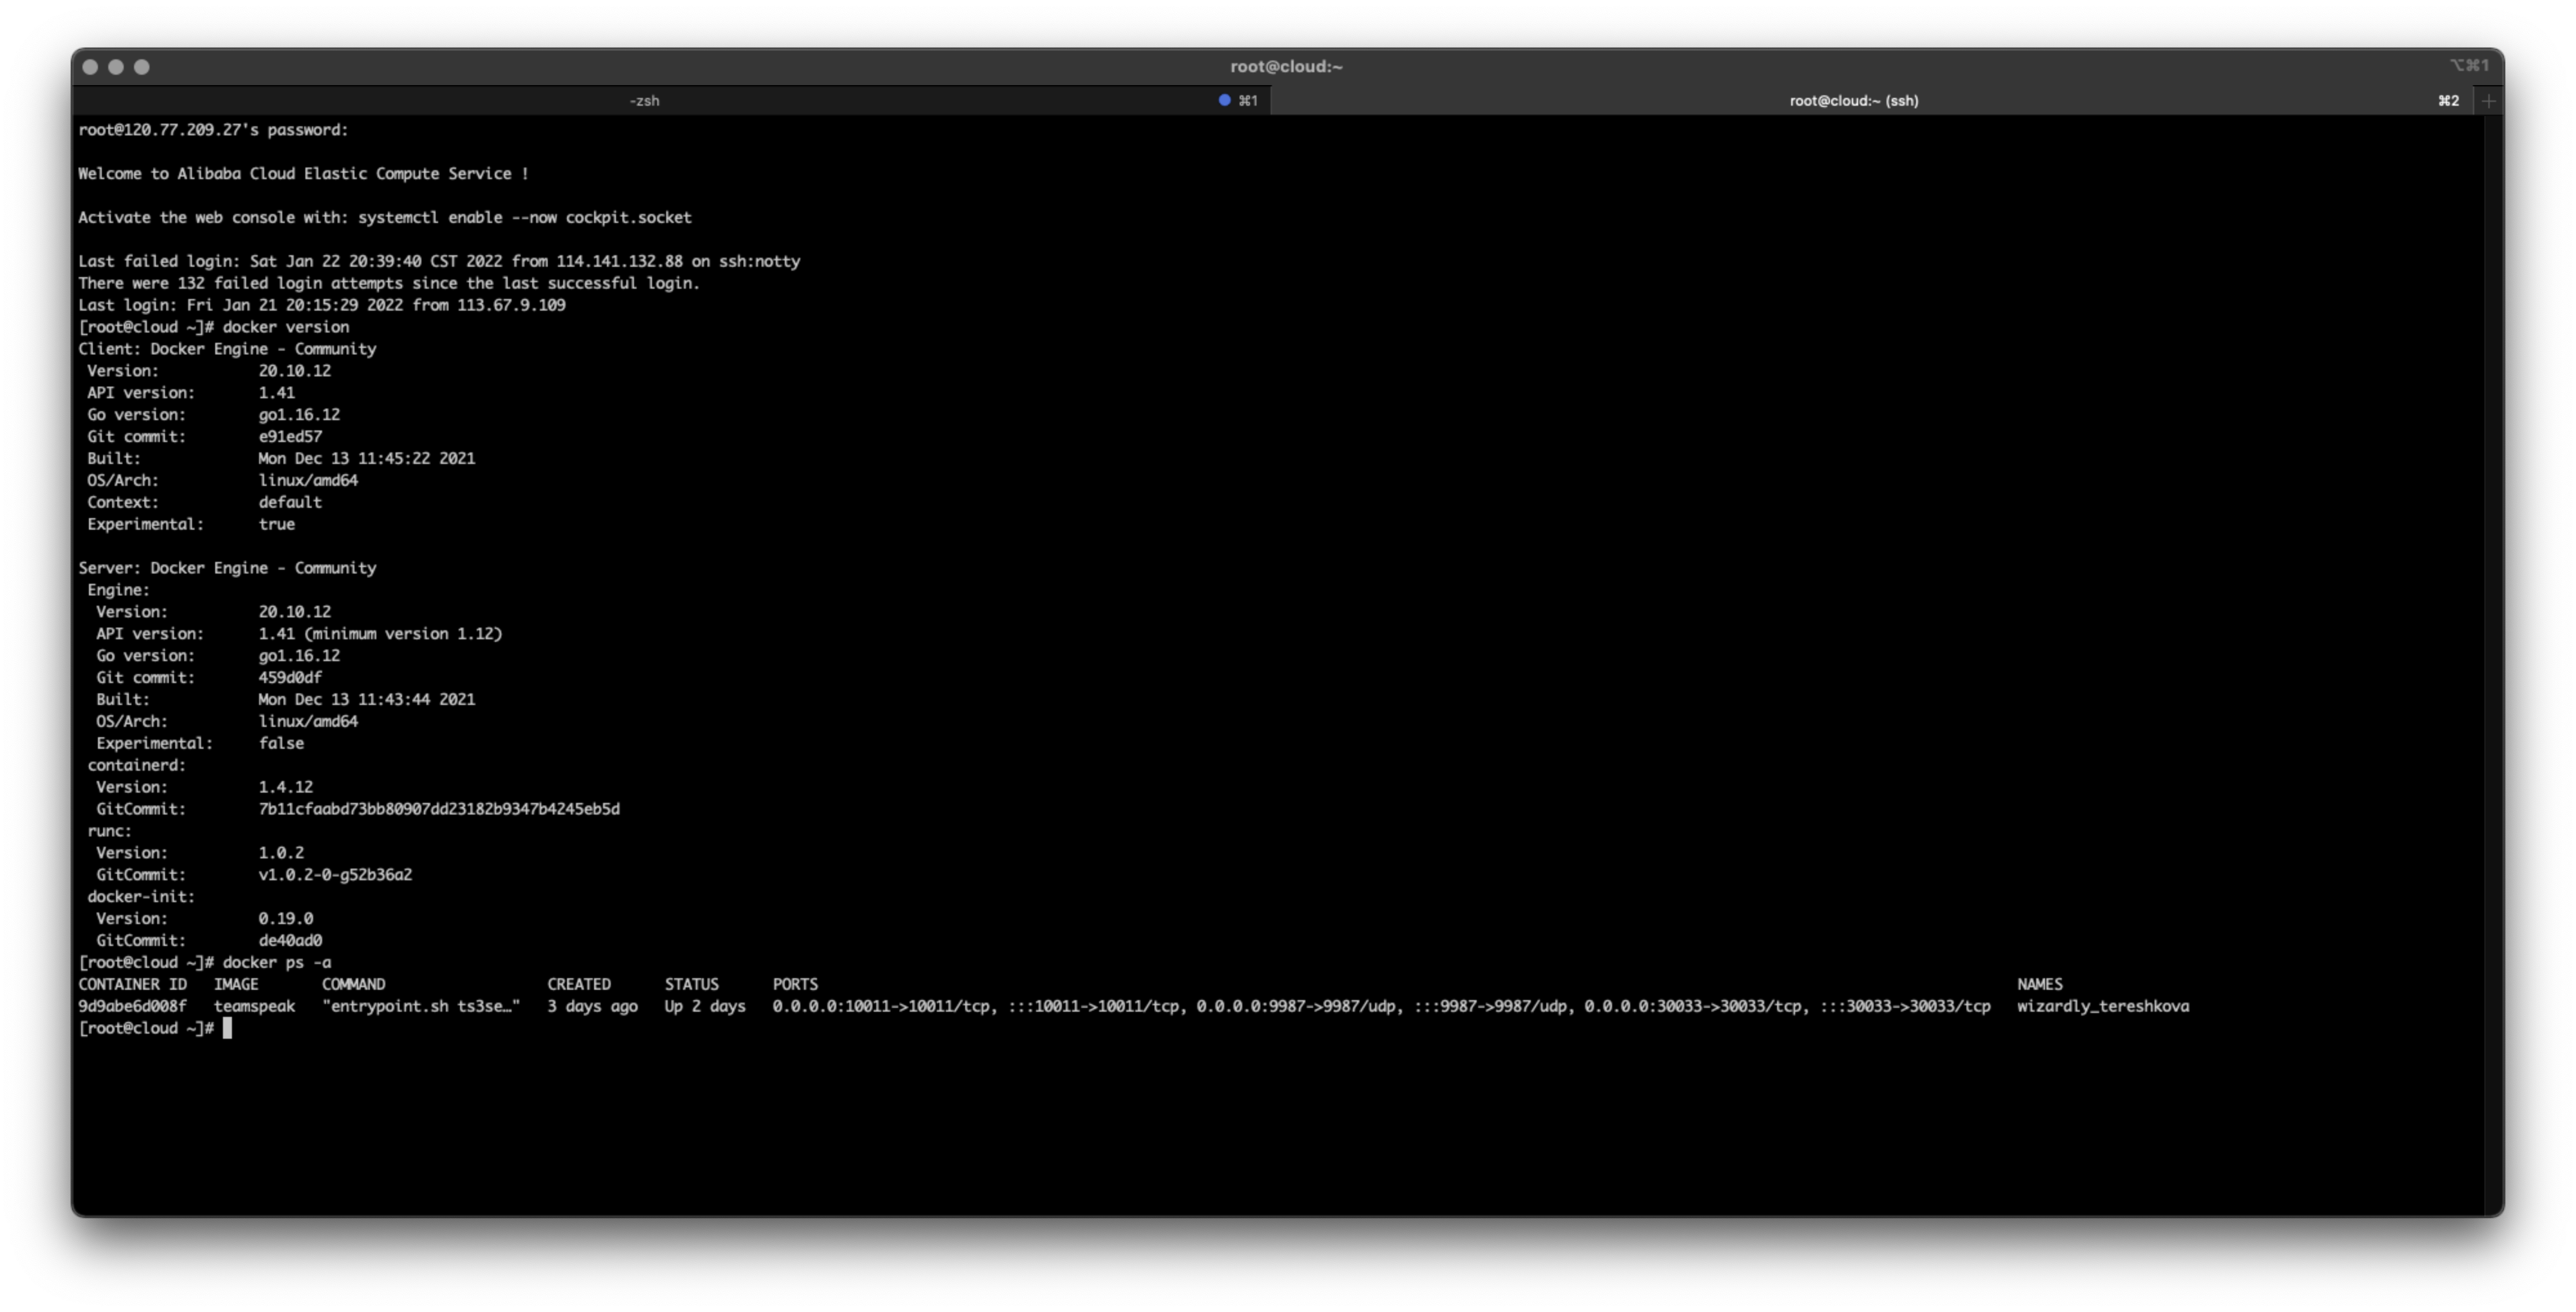 root@cloud:~
⌥⌘1
-zsh
⌘1
root@cloud:~ (ssh)
⌘2
root@120.77.209.27's password:
Welcome to Alibaba Cloud Elastic Compute Service !
Activate the web console with: systemctl enable --now cockpit.socket
Last failed login: Sat Jan 22 20:39:40 CST 2022 from 114.141.132.88 on ssh:notty
There were 132 failed login attempts since the last successful login.
Last login: Fri Jan 21 20:15:29 2022 from 113.67.9.109
[root@cloud ~]# docker version
Client: Docker Engine - Community
 Version:           20.10.12
 API version:       1.41
 Go version:        go1.16.12
 Git commit:        e91ed57
 Built:             Mon Dec 13 11:45:22 2021
 OS/Arch:           linux/amd64
 Context:           default
 Experimental:      true
Server: Docker Engine - Community
 Engine:
  Version:          20.10.12
  API version:      1.41 (minimum version 1.12)
  Go version:       go1.16.12
  Git commit:       459d0df
  Built:            Mon Dec 13 11:43:44 2021
  OS/Arch:          linux/amd64
  Experimental:     false
 containerd:
  Version:          1.4.12
  GitCommit:        7b11cfaabd73bb80907dd23182b9347b4245eb5d
 runc:
  Version:          1.0.2
  GitCommit:        v1.0.2-0-g52b36a2
 docker-init:
  Version:          0.19.0
  GitCommit:        de40ad0
[root@cloud ~]# docker ps -a
CONTAINER ID   IMAGE       COMMAND                  CREATED      STATUS      PORTS                                                                                                                                     NAMES
9d9abe6d008f   teamspeak   "entrypoint.sh ts3se…"   3 days ago   Up 2 days   0.0.0.0:10011->10011/tcp, :::10011->10011/tcp, 0.0.0.0:9987->9987/udp, :::9987->9987/udp, 0.0.0.0:30033->30033/tcp, :::30033->30033/tcp   wizardly_tereshkova
[root@cloud ~]#